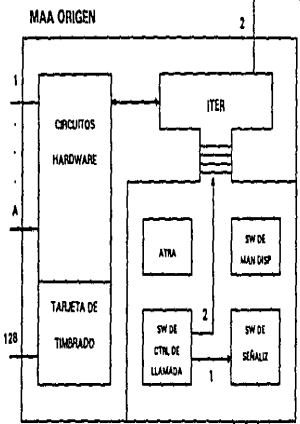 MAA ORIGEN
2
1
.
.
.
A
128
CIRCUITOS
HARDWARE
TARJETA DE
TIMBRADO
ITER
ATRA
SW DE
MAN DISP
SW DE
CTRL DE
LLAMADA
2
1
SW DE
SEÑALIZ